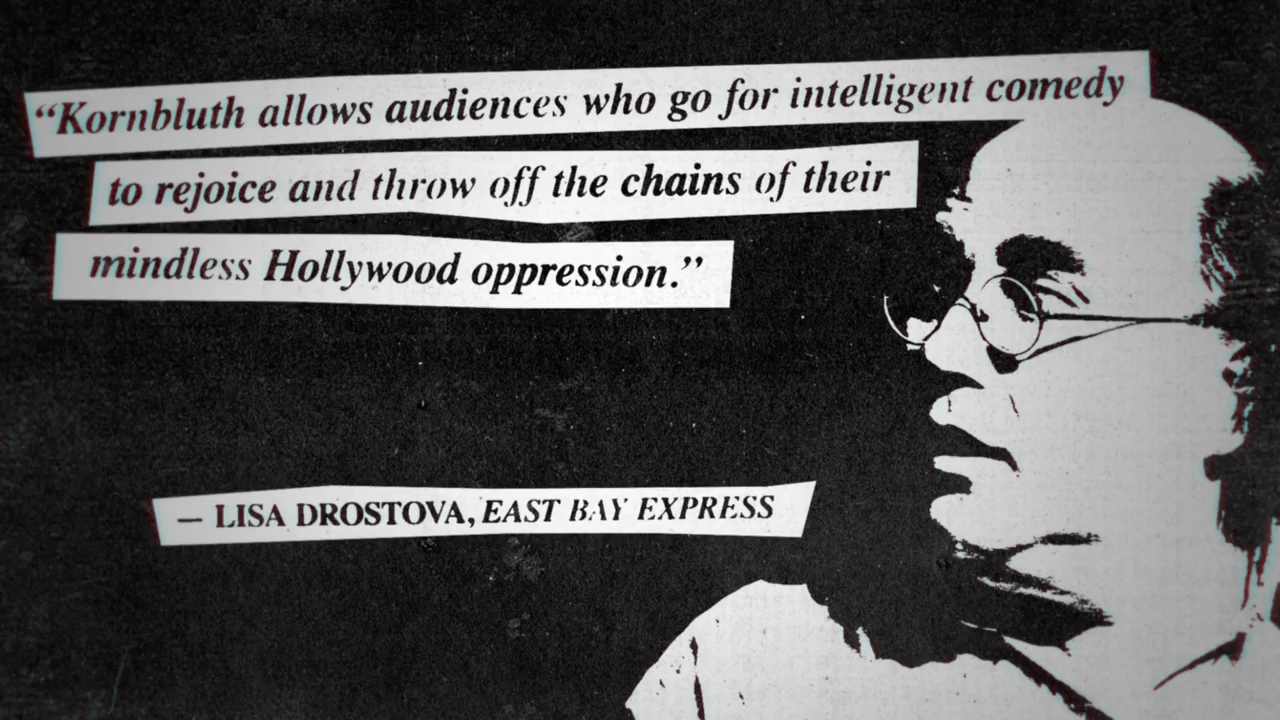 “Kornbluth allows audiences who go for intelligent comedy
to rejoice and throw off the chains of their
mindless Hollywood oppression.”
— LISA DROSTOVA, EAST BAY EXPRESS